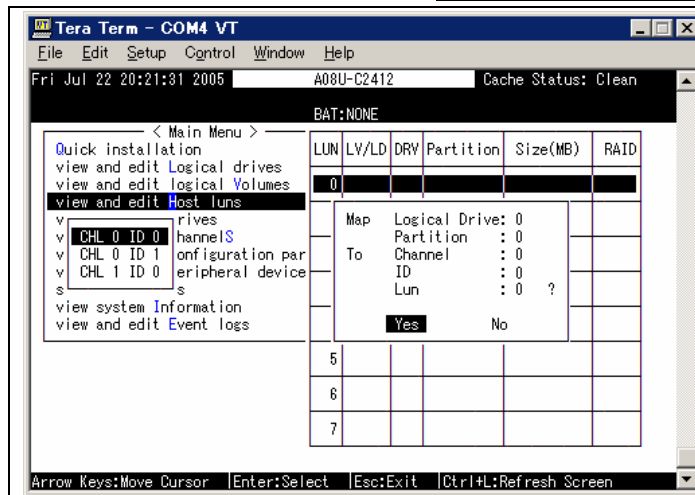 Tera Term - COM4 VT
File Edit Setup Control Window Help
Fri Jul 22 20:21:31 2005 A08U-C2412 Cache Status: Clean
BAT:NONE
< Main Menu >
Quick installation
view and edit Logical drives
view and edit logical Volumes
view and edit Host luns
v rives
v hannelS
v onfiguration par
v eripheral device
s s
view system Information
view and edit Event logs
CHL 0 ID 0
CHL 0 ID 1
CHL 1 ID 0
LUN LV/LD DRV Partition Size(MB) RAID
0
Map Logical Drive: 0
Partition : 0
To Channel : 0
ID : 0
Lun : 0 ?
Yes No
5
6
7
Arrow Keys:Move Cursor |Enter:Select |Esc:Exit |Ctrl+L:Refresh Screen